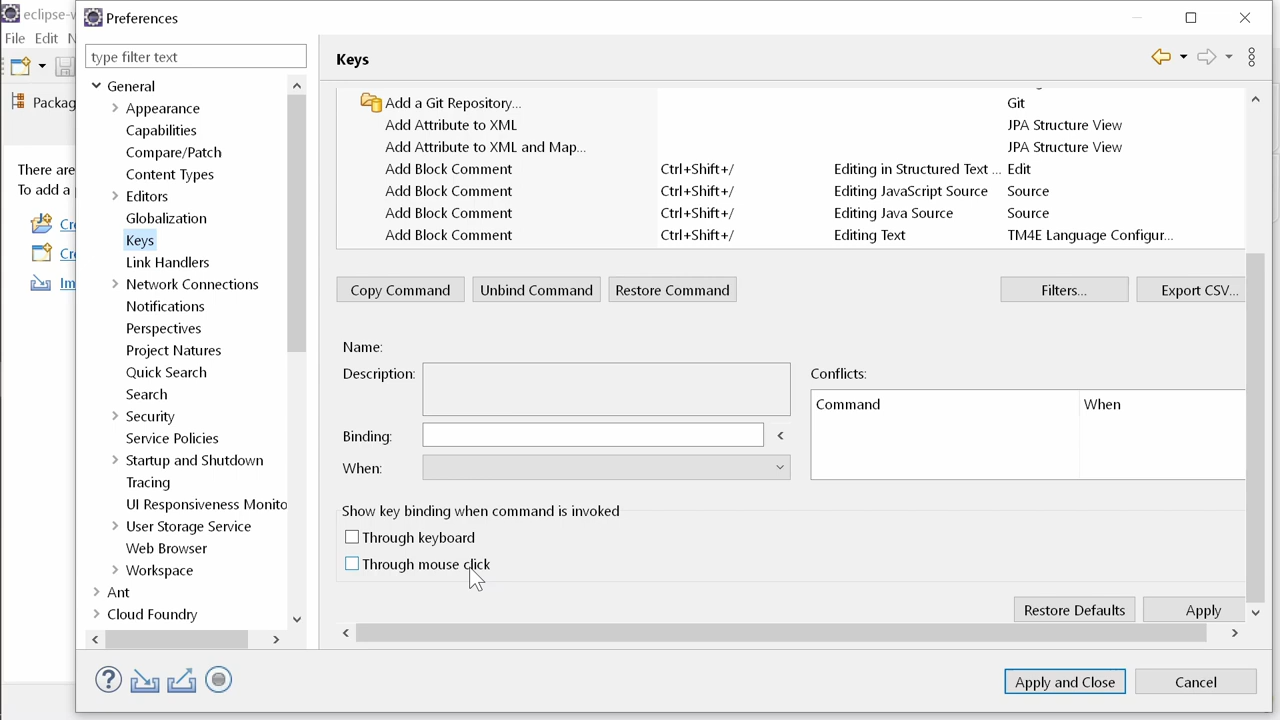 eclipse-w
Preferences
File Edit N
type filter text
Keys
General
Appearance
Capabilities
Compare/Patch
Content Types
Editors
Globalization
Keys
Link Handlers
Network Connections
Notifications
Perspectives
Project Natures
Quick Search
Search
Security
Service Policies
Startup and Shutdown
Tracing
UI Responsiveness Monito
User Storage Service
Web Browser
Workspace
Ant
Cloud Foundry
Packag
There are
To add a p
Cre
Cre
Im
Add a Git Repository... Git
Add Attribute to XML JPA Structure View
Add Attribute to XML and Map... JPA Structure View
Add Block Comment Ctrl+Shift+/ Editing in Structured Text ... Edit
Add Block Comment Ctrl+Shift+/ Editing JavaScript Source Source
Add Block Comment Ctrl+Shift+/ Editing Java Source Source
Add Block Comment Ctrl+Shift+/ Editing Text TM4E Language Configur...
Copy Command Unbind Command Restore Command Filters... Export CSV...
Name:
Description:
Conflicts:
Command When
Binding:
When:
Show key binding when command is invoked
Through keyboard
Through mouse click
Restore Defaults Apply
Apply and Close Cancel